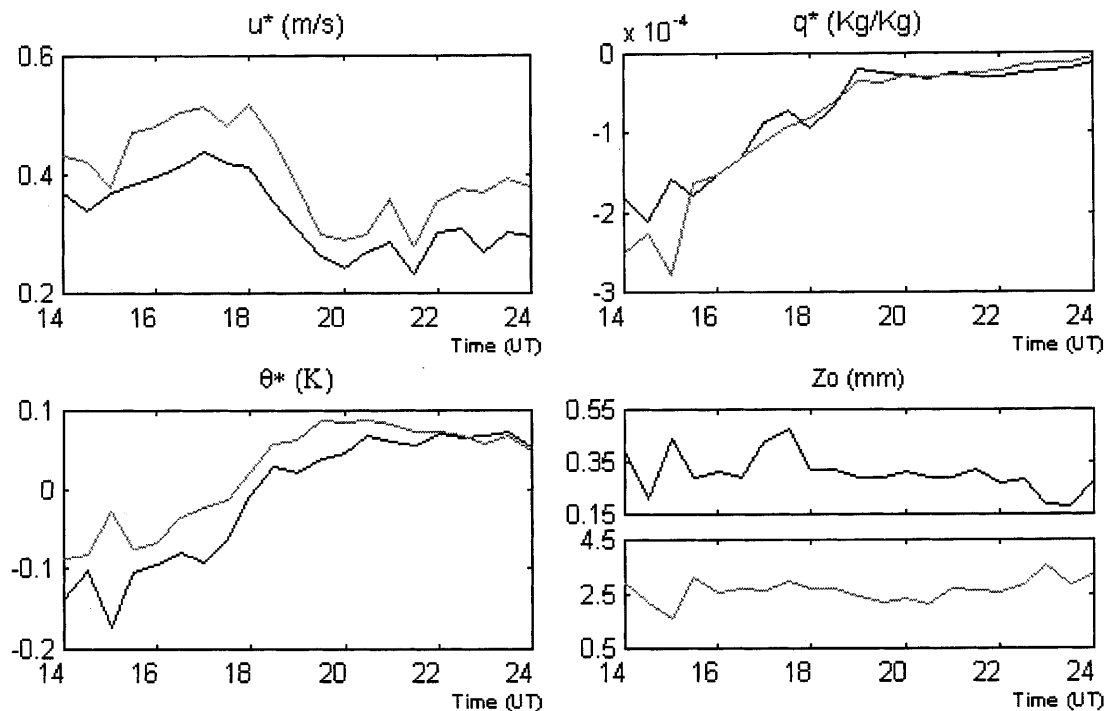 u* (m/s)
0.6
0.4
0.2
14 16 18 20 22 24
Time (UT)
x 10⁻⁴ q* (Kg/Kg)
0
-1
-2
-3
14 16 18 20 22 24
Time (UT)
θ* (K)
0.1
0
-0.1
-0.2
14 16 18 20 22 24
Time (UT)
Zo (mm)
0.55
0.35
0.15
4.5
2.5
0.5
14 16 18 20 22 24
Time (UT)